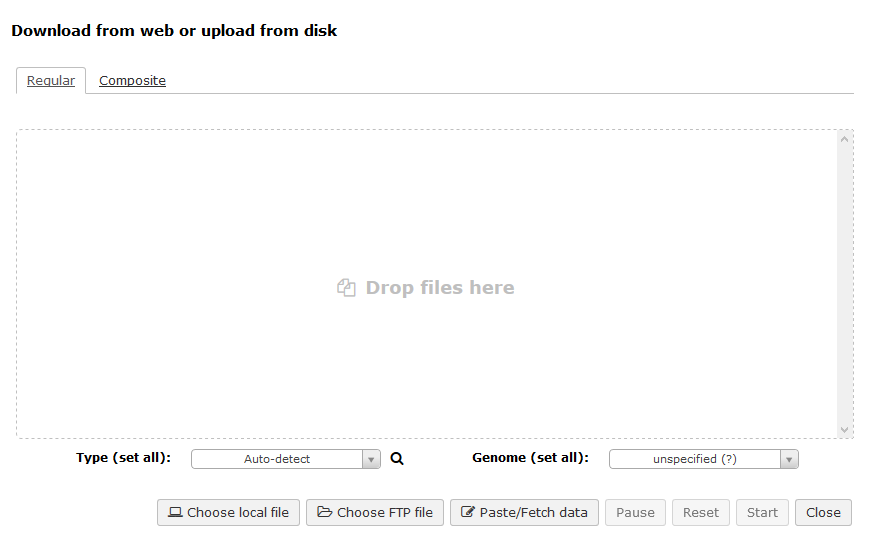 Download from web or upload from disk
Regular Composite
Drop files here
Type (set all): Auto-detect Genome (set all): unspecified (?)
Choose local file Choose FTP file Paste/Fetch data Pause Reset Start Close